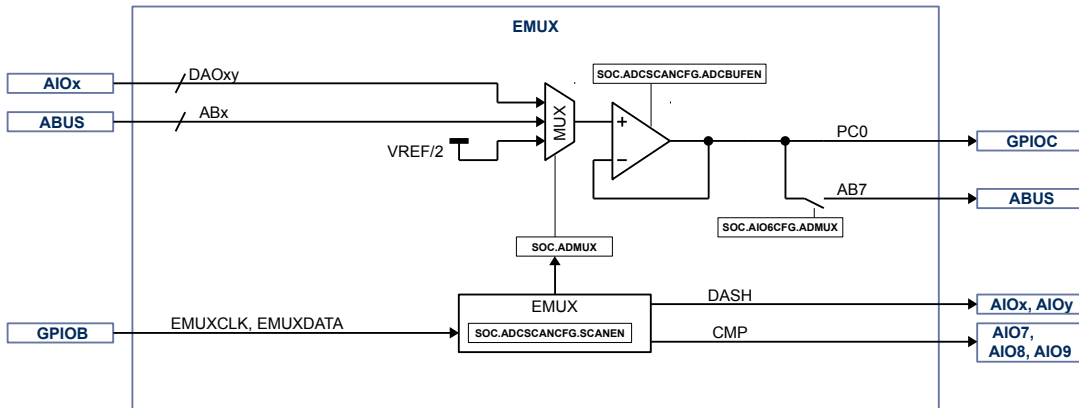 EMUX
AIOx
DAOxy
SOC.ADCSCANCFG.ADCBUFEN
ABUS
ABx
MUX
+
−
VREF/2
PC0
GPIOC
AB7
ABUS
SOC.AIO6CFG.ADMUX
SOC.ADMUX
EMUX
DASH
AIOx, AIOy
GPIOB
EMUXCLK, EMUXDATA
SOC.ADCSCANCFG.SCANEN
CMP
AIO7,
AIO8, AIO9